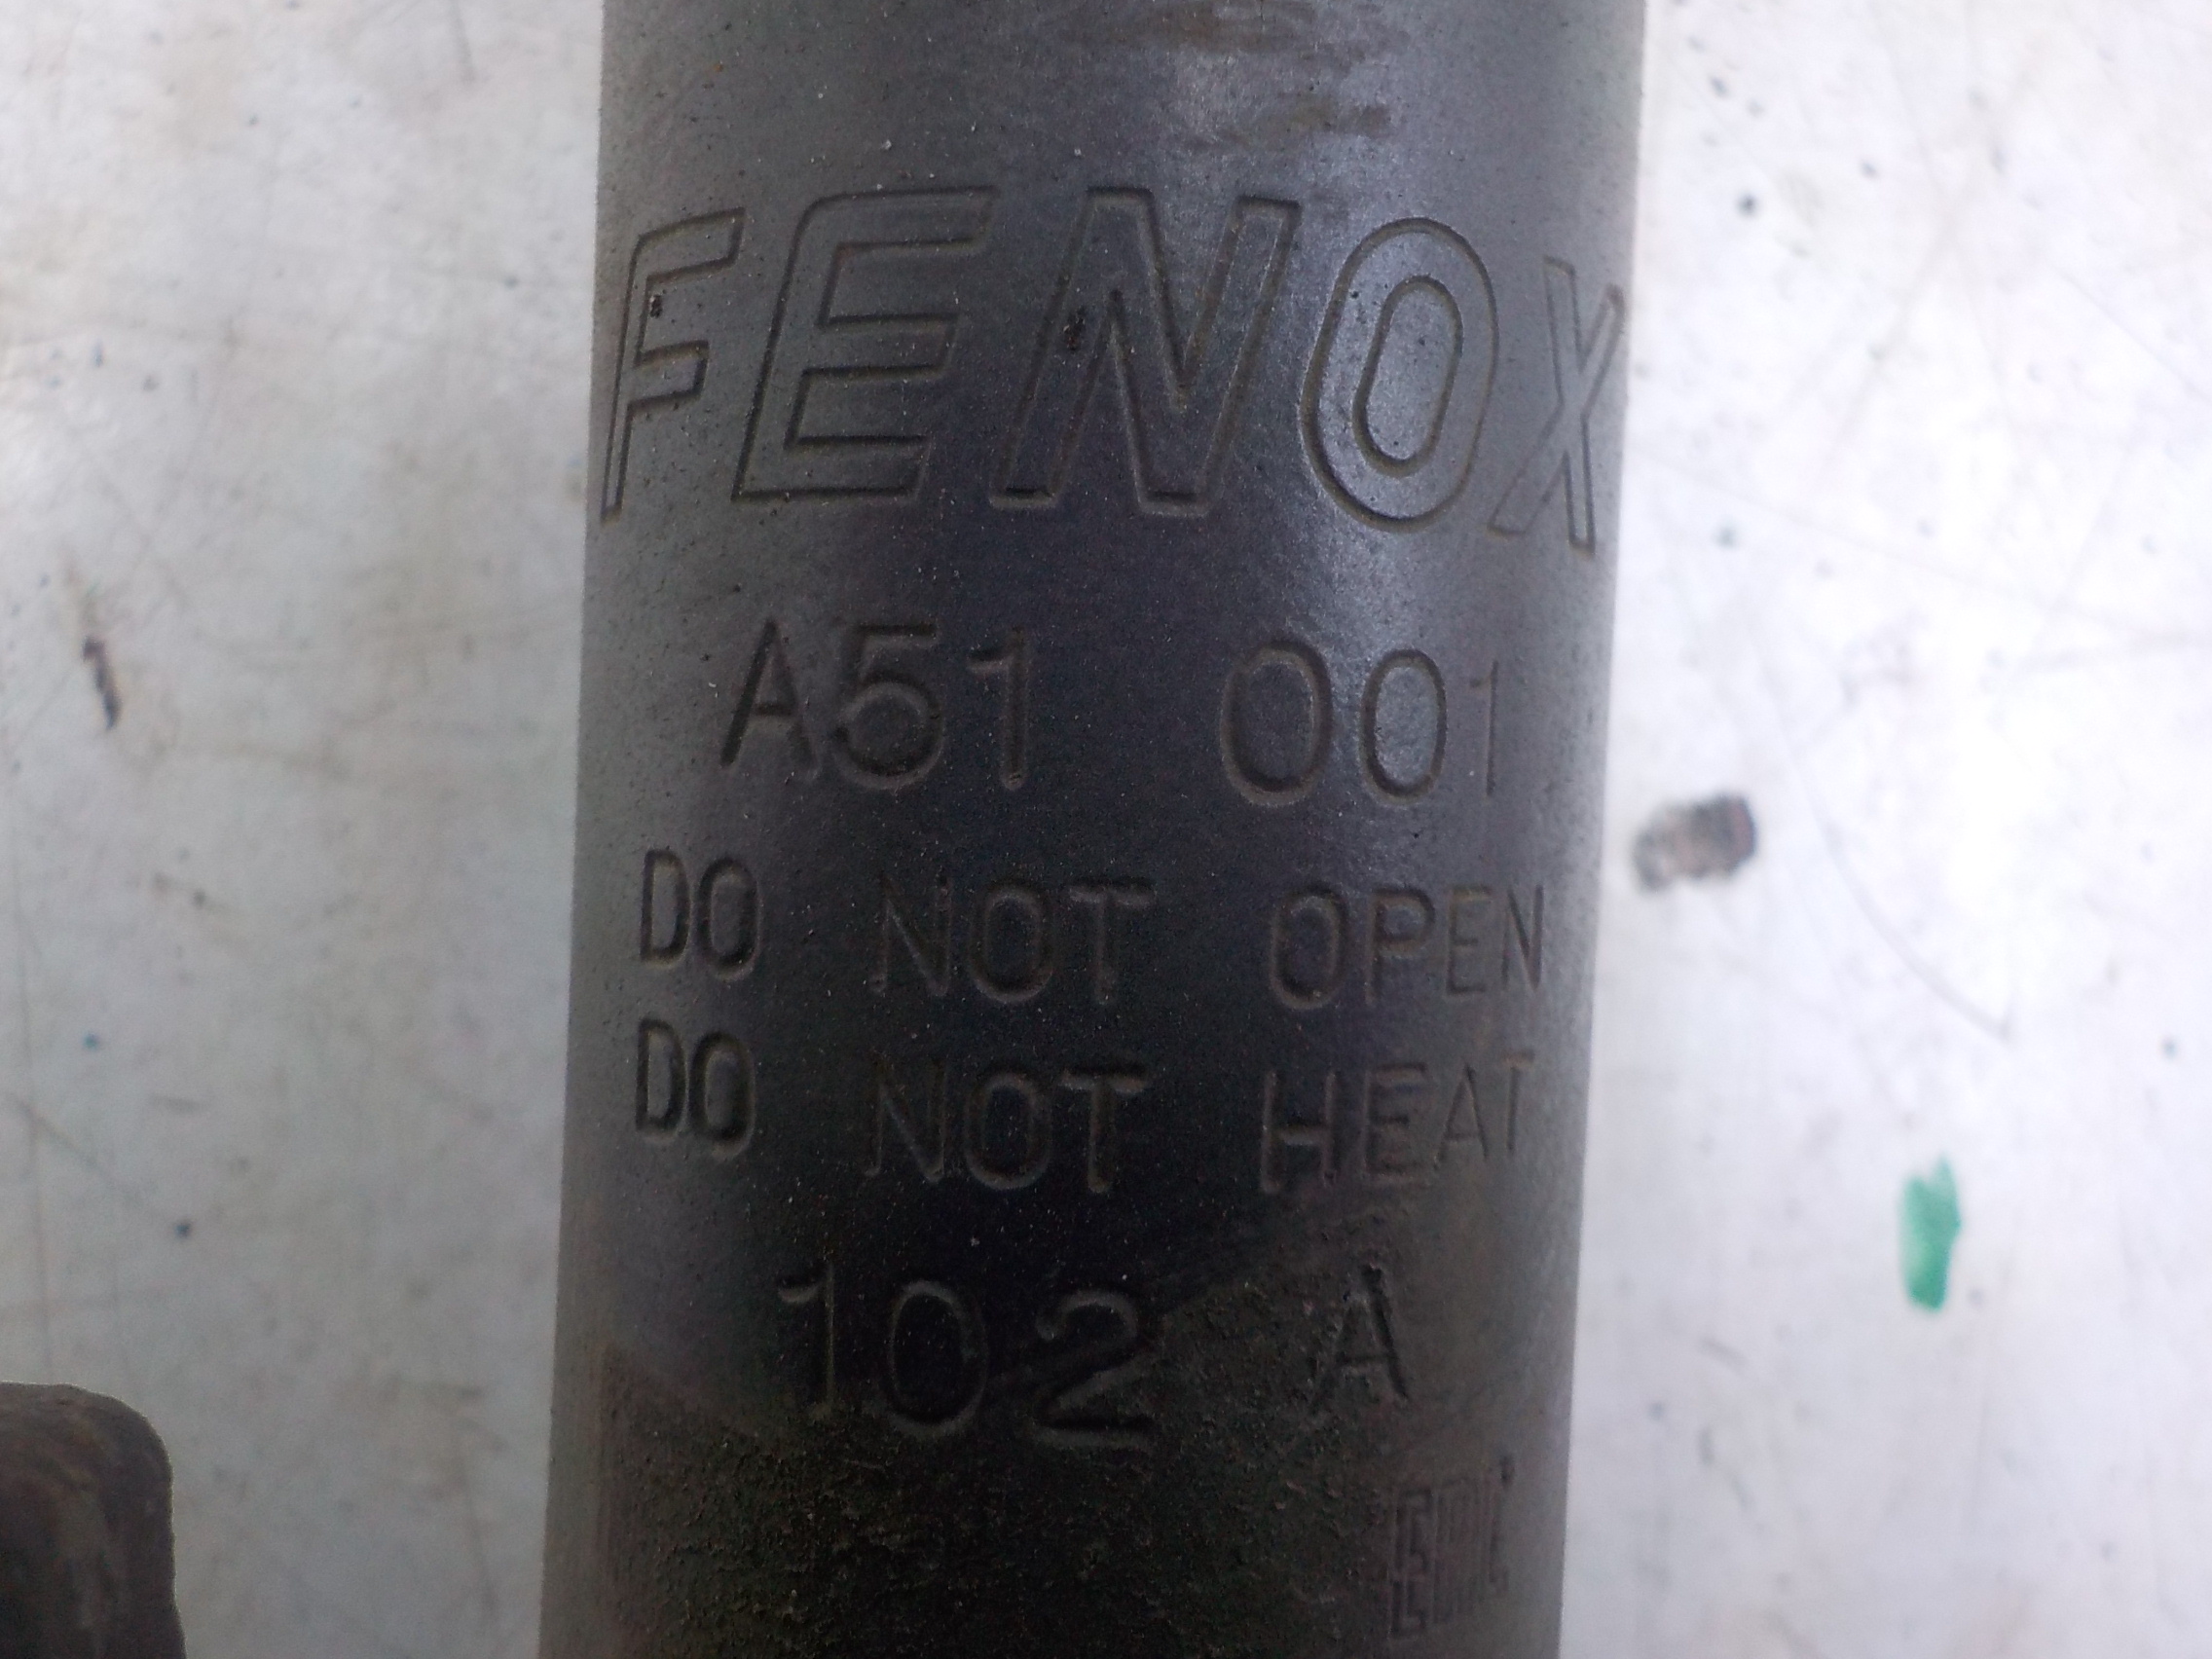 FENOX
A51 001
DO NOT OPEN
DO NOT HEAT
102 A